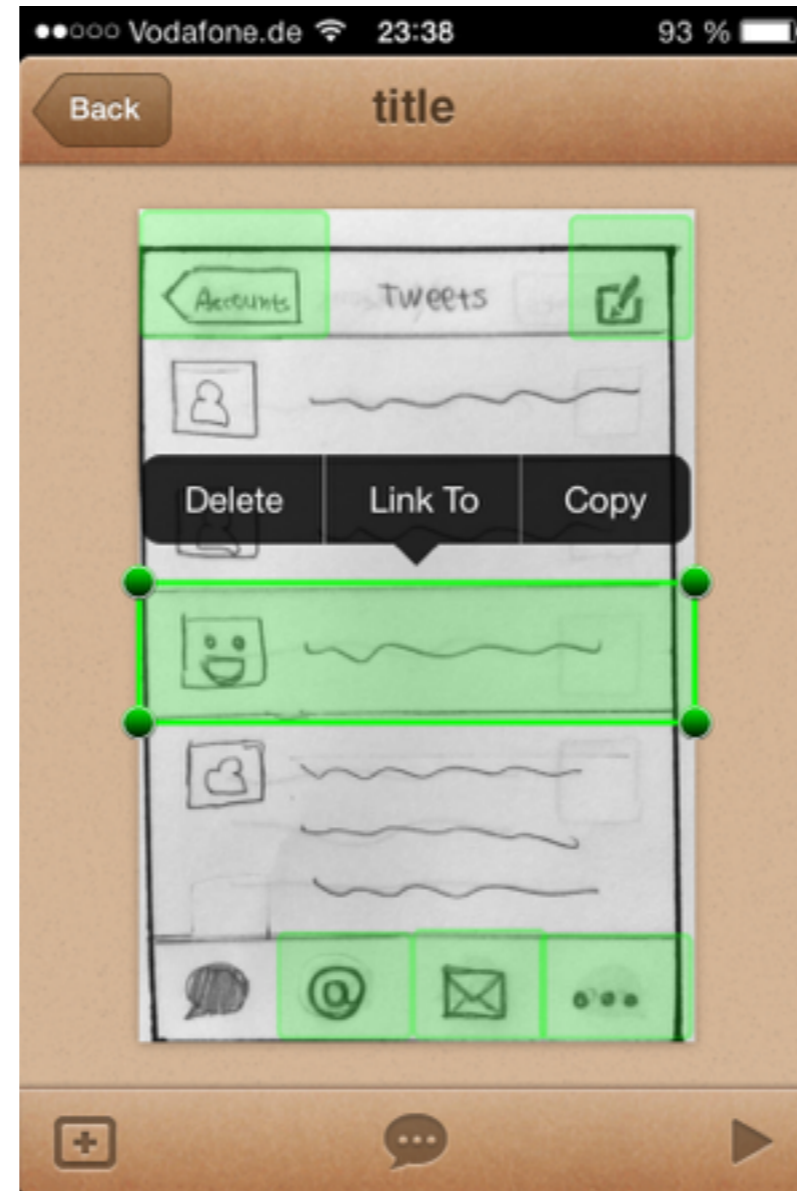 Vodafone.de 23:38 93 %
Back title
Accounts Tweets
Delete Link To Copy
@